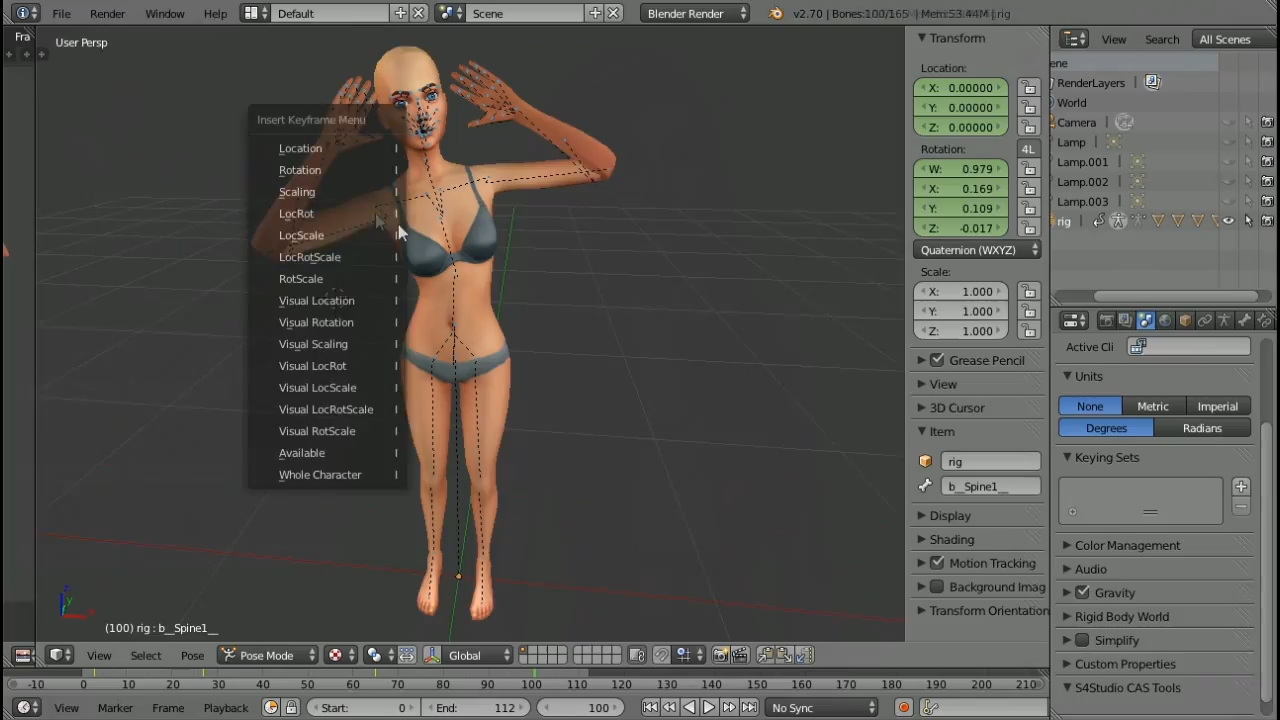 File Render Window Help Default Scene Blender Render v2.70 | Bones:100/165 | Mem:53.44M | rig
Fra
User Persp
Insert Keyframe Menu
Location I
Rotation I
Scaling I
LocRot I
LocScale I
LocRotScale I
RotScale I
Visual Location I
Visual Rotation I
Visual Scaling I
Visual LocRot I
Visual LocScale I
Visual LocRotScale I
Visual RotScale I
Available I
Whole Character I
z
y
x
(100) rig : b__Spine1__
Transform
Location:
X: 0.00000
Y: 0.00000
Z: 0.00000
Rotation: 4L
W: 0.979
X: 0.169
Y: 0.109
Z: -0.017
Quaternion (WXYZ)
Scale:
X: 1.000
Y: 1.000
Z: 1.000
Grease Pencil
View
3D Cursor
Item
rig
b__Spine1__
Display
Shading
Motion Tracking
Background Imag
Transform Orientation
View Search All Scenes
ene
RenderLayers
World
Camera
Lamp
Lamp.001
Lamp.002
Lamp.003
rig
Active Cli
Units
None Metric Imperial
Degrees Radians
Keying Sets
Color Management
Audio
Gravity
Rigid Body World
Simplify
Custom Properties
S4Studio CAS Tools
View Select Pose Pose Mode Global
-10 0 10 20 30 40 50 60 70 80 90 100 110 120 130 140 150 160 170 180 190 200 210
View Marker Frame Playback Start: 0 End: 112 100 No Sync